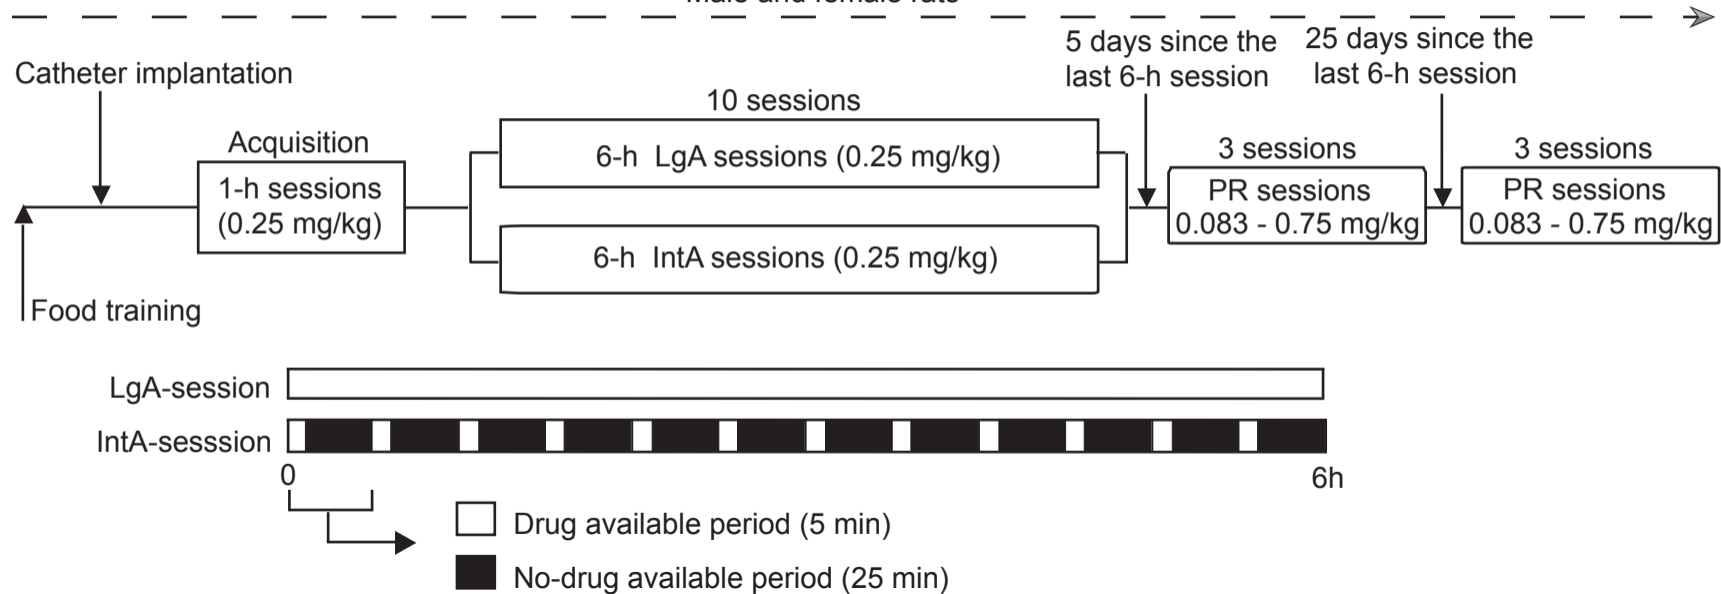 Male and female rats
5 days since the
last 6-h session
25 days since the
last 6-h session
Catheter implantation
10 sessions
Acquisition
6-h LgA sessions (0.25 mg/kg)
3 sessions
3 sessions
1-h sessions
(0.25 mg/kg)
PR sessions
0.083 - 0.75 mg/kg
PR sessions
0.083 - 0.75 mg/kg
6-h IntA sessions (0.25 mg/kg)
Food training
LgA-session
IntA-sesssion
0
6h
Drug available period (5 min)
No-drug available period (25 min)